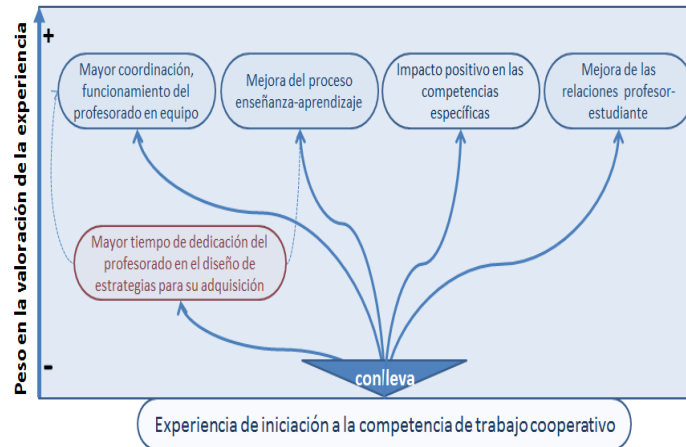 Peso en la valoración de la experiencia
+
Mayor coordinación,
funcionamiento del
profesorado en equipo
Mejora del proceso
enseñanza-aprendizaje
Impacto positivo en las
competencias
específicas
Mejora de las
relaciones profesor-
estudiante
Mayor tiempo de dedicación del
profesorado en el diseño de
estrategias para su adquisición
-
conlleva
Experiencia de iniciación a la competencia de trabajo cooperativo